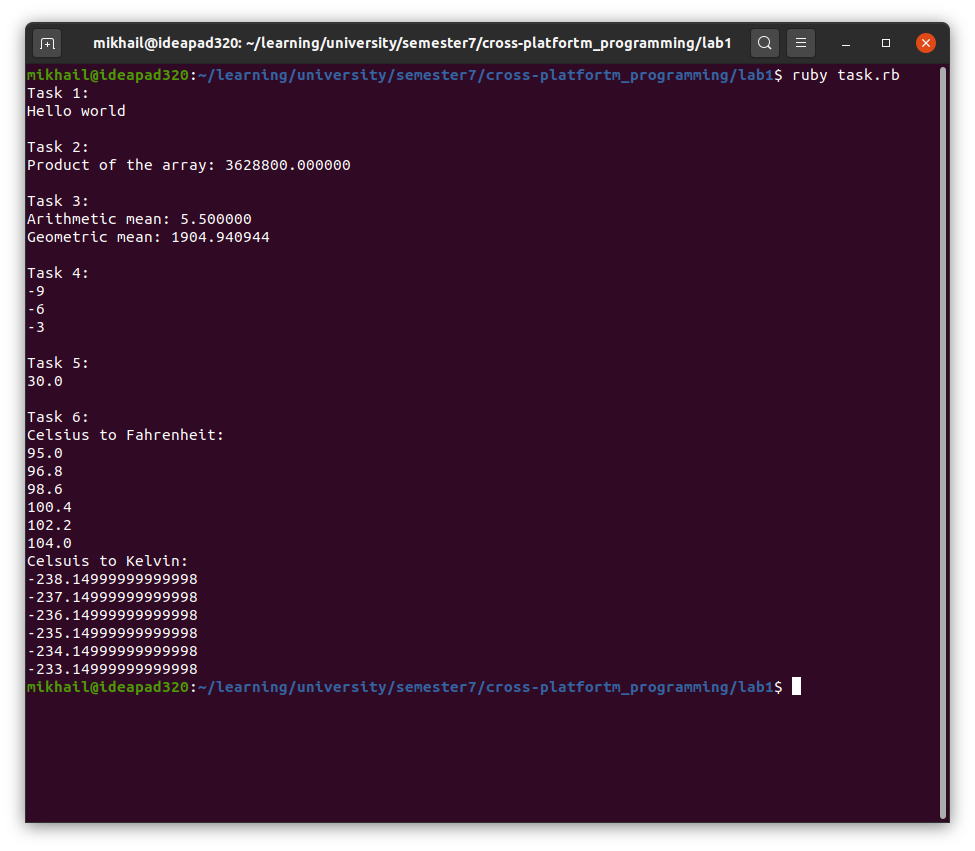 mikhail@ideapad320: ~/learning/university/semester7/cross-platfortm_programming/lab1
mikhail@ideapad320:~/learning/university/semester7/cross-platfortm_programming/lab1$ ruby task.rb
Task 1:
Hello world
Task 2:
Product of the array: 3628800.000000
Task 3:
Arithmetic mean: 5.500000
Geometric mean: 1904.940944
Task 4:
-9
-6
-3
Task 5:
30.0
Task 6:
Celsius to Fahrenheit:
95.0
96.8
98.6
100.4
102.2
104.0
Celsuis to Kelvin:
-238.14999999999998
-237.14999999999998
-236.14999999999998
-235.14999999999998
-234.14999999999998
-233.14999999999998
mikhail@ideapad320:~/learning/university/semester7/cross-platfortm_programming/lab1$